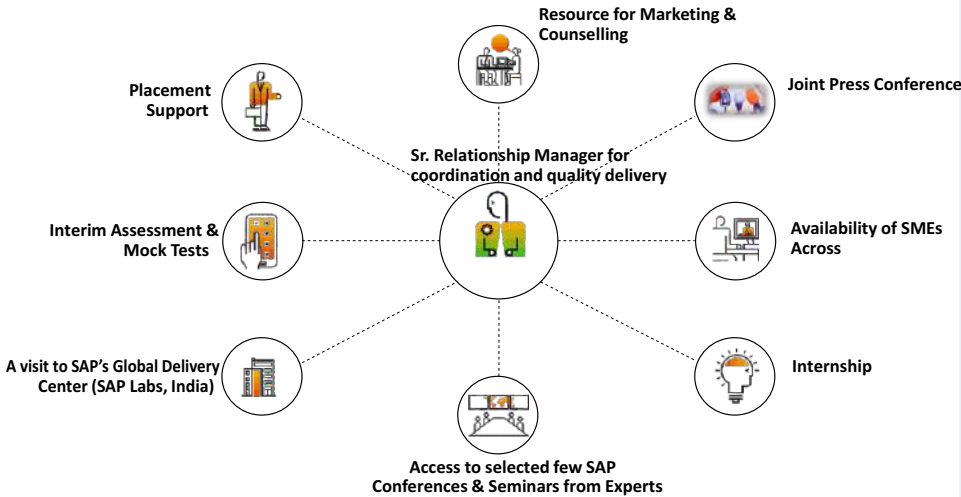 Resource for Marketing &
Counselling
Placement
Support
Joint Press Conference
Sr. Relationship Manager for
coordination and quality delivery
Interim Assessment &
Mock Tests
Availability of SMEs
Across
A visit to SAP’s Global Delivery
Center (SAP Labs, India)
Internship
Access to selected few SAP
Conferences & Seminars from Experts